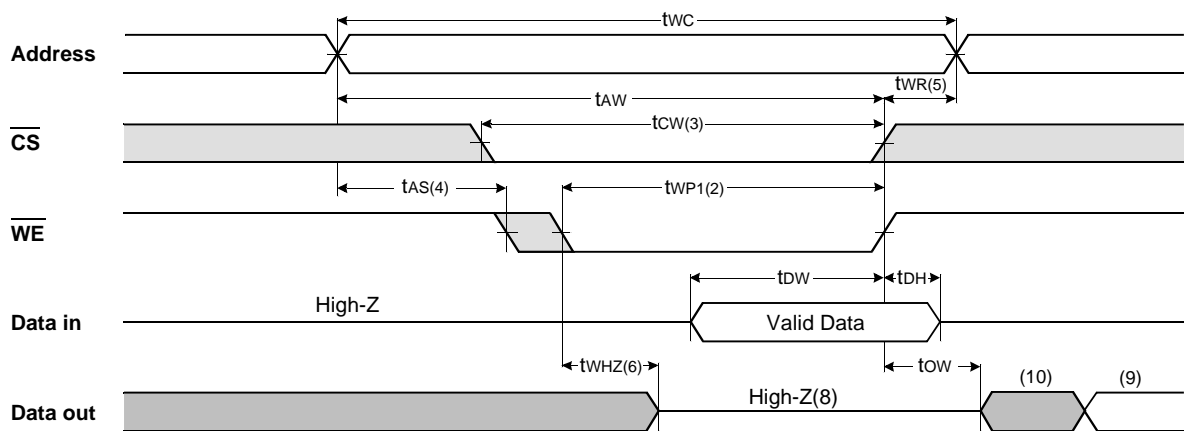 tWC
Address
tWR(5)
tAW
tCW(3)
CS
tAS(4)
tWP1(2)
WE
tDW
tDH
High-Z
Data in
Valid Data
tWHZ(6)
tOW
(10)
(9)
High-Z(8)
Data out